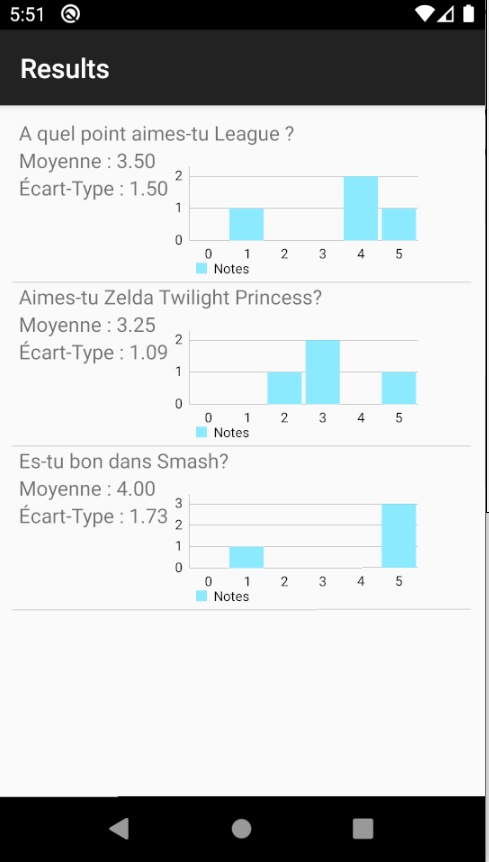 5:51
Results
A quel point aimes-tu League ?
Moyenne : 3.50
Écart-Type : 1.50
2
1
0
0 1 2 3 4 5
Notes
Aimes-tu Zelda Twilight Princess?
Moyenne : 3.25
Écart-Type : 1.09
2
1
0
0 1 2 3 4 5
Notes
Es-tu bon dans Smash?
Moyenne : 4.00
Écart-Type : 1.73
3
2
1
0
0 1 2 3 4 5
Notes